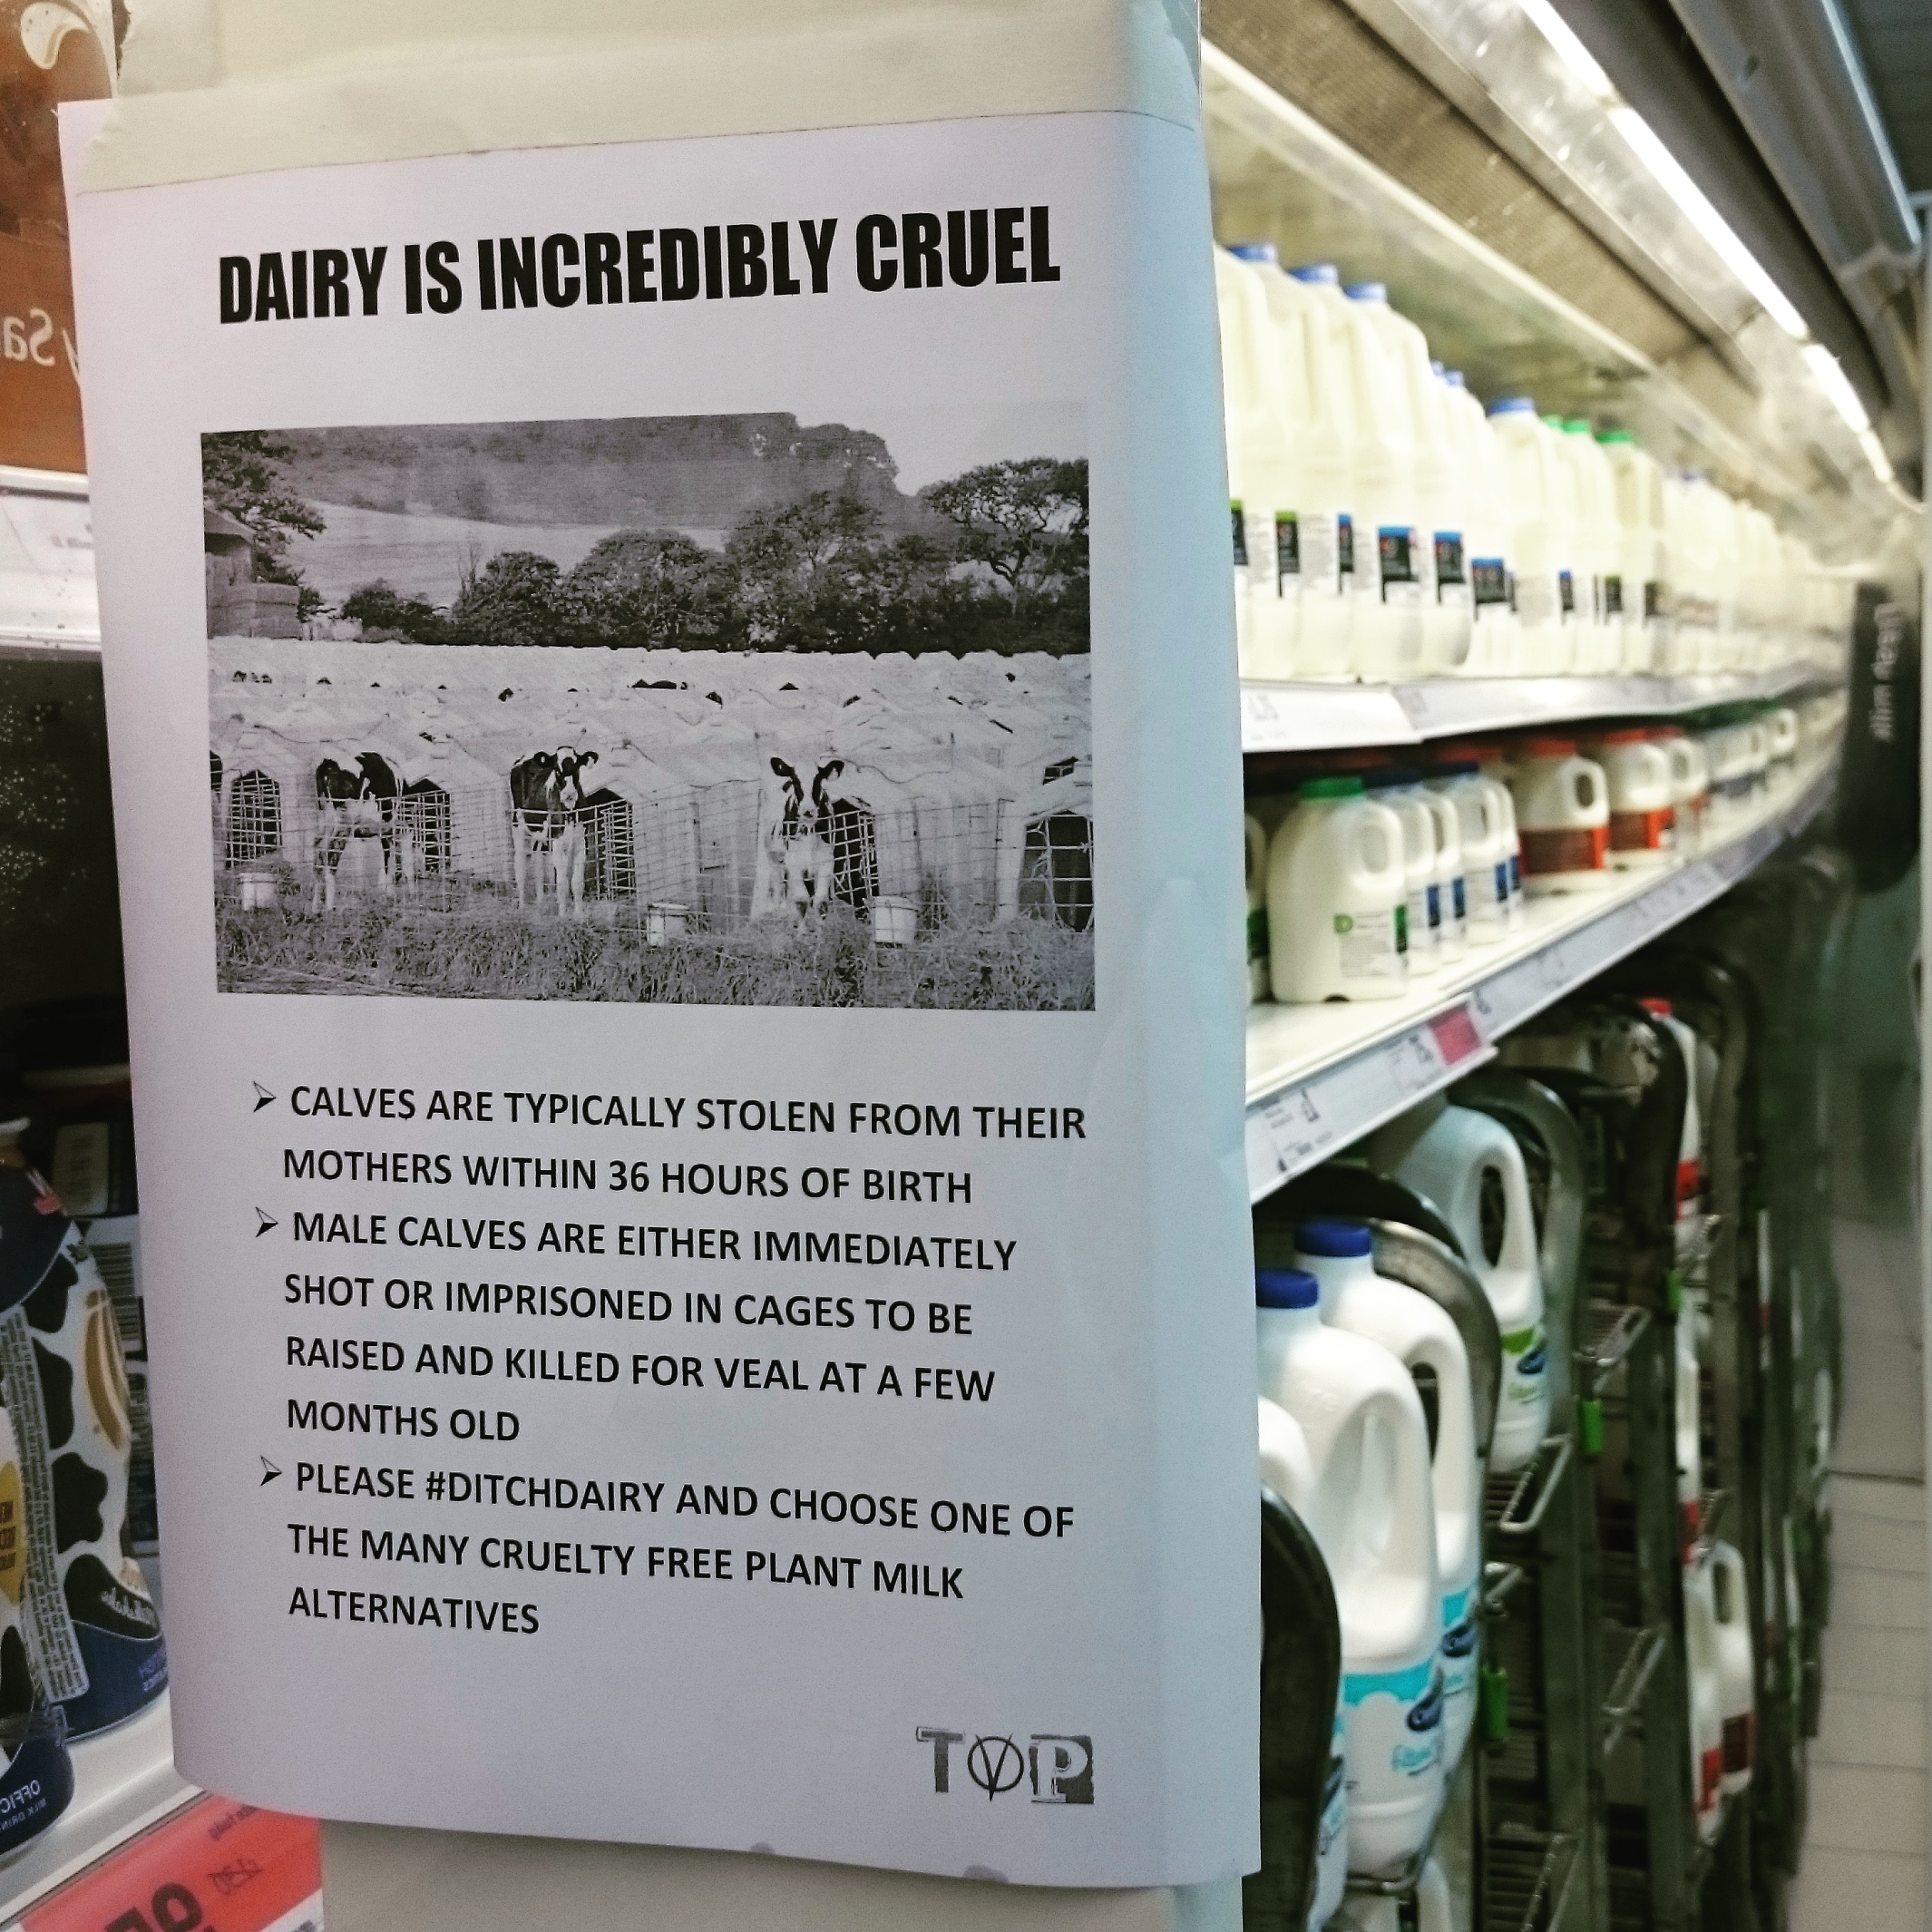 DAIRY IS INCREDIBLY CRUEL
➢ CALVES ARE TYPICALLY STOLEN FROM THEIR
MOTHERS WITHIN 36 HOURS OF BIRTH
➢ MALE CALVES ARE EITHER IMMEDIATELY
SHOT OR IMPRISONED IN CAGES TO BE
RAISED AND KILLED FOR VEAL AT A FEW
MONTHS OLD
➢ PLEASE #DITCHDAIRY AND CHOOSE ONE OF
THE MANY CRUELTY FREE PLANT MILK
ALTERNATIVES
TVP